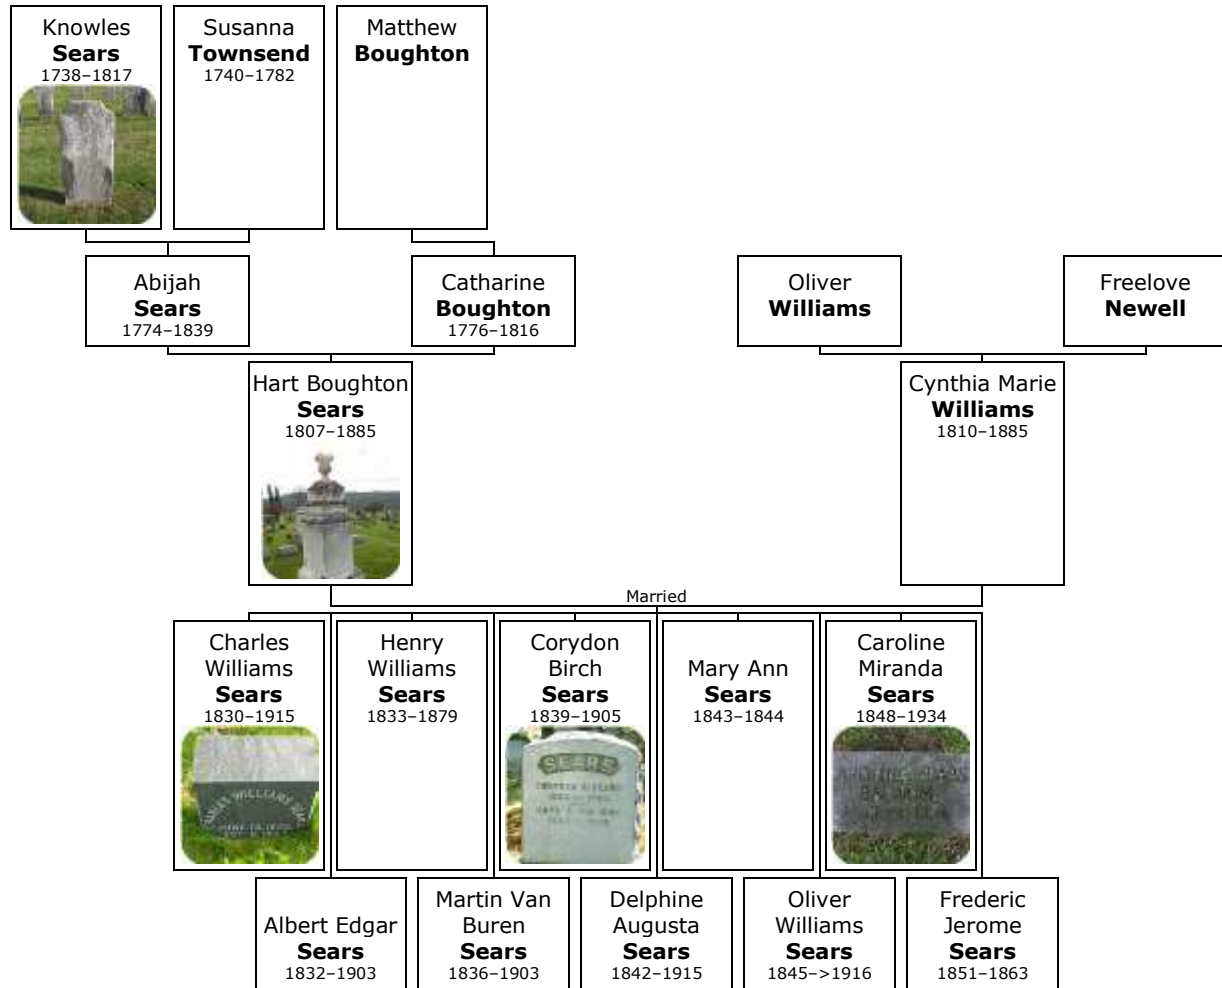 Knowles
Sears
1738–1817
Susanna
Townsend
1740–1782
Matthew
Boughton
Abijah
Sears
1774–1839
Catharine
Boughton
1776–1816
Oliver
Williams
Freelove
Newell
Hart Boughton
Sears
1807–1885
Cynthia Marie
Williams
1810–1885
Married
Charles
Williams
Sears
1830–1915
CHARLES WILLIAMS SEARS
Henry
Williams
Sears
1833–1879
Corydon
Birch
Sears
1839–1905
SEARS
Mary Ann
Sears
1843–1844
Caroline
Miranda
Sears
1848–1934
Albert Edgar
Sears
1832–1903
Martin Van
Buren
Sears
1836–1903
Delphine
Augusta
Sears
1842–1915
Oliver
Williams
Sears
1845–>1916
Frederic
Jerome
Sears
1851–1863